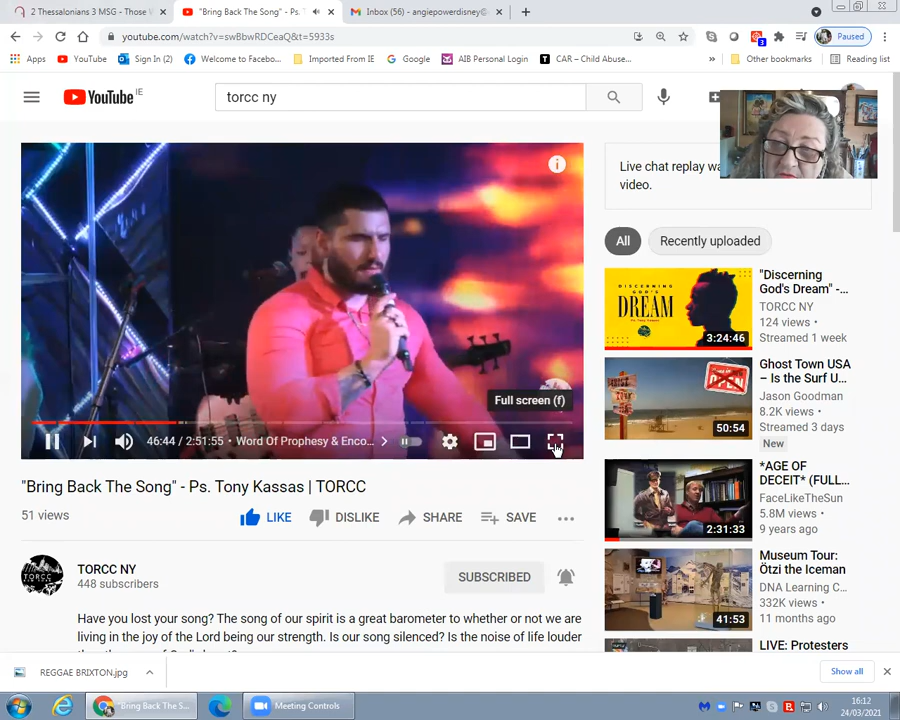 2 Thessalonians 3 MSG - Those
"Bring Back The Song" - Ps. T
Inbox (56) - angiepowerdisney@
youtube.com/watch?v=swBbwRDCeaQ&t=5933s
3
Paused
Apps
YouTube
Sign In (2)
Welcome to Facebo...
Imported From IE
Google
AIB Personal Login
T
CAR – Child Abuse...
»
Other bookmarks
Reading list
YouTube IE
torcc ny
Full screen (f)
46:44 / 2:51:55 • Word Of Prophesy & Enco...
"Bring Back The Song" - Ps. Tony Kassas | TORCC
51 views
LIKE
DISLIKE
SHARE
SAVE
TORCC NY
448 subscribers
SUBSCRIBED
Have you lost your song? The song of our spirit is a great barometer to whether or not we are
living in the joy of the Lord being our strength. Is our song silenced? Is the noise of life louder
Live chat replay wa
video.
All
Recently uploaded
DISCERNING
GOD'S
DREAM
3:24:46
"Discerning
God's Dream" -...
TORCC NY
124 views •
Streamed 1 week
OPEN
50:54
Ghost Town USA
– Is the Surf U...
Jason Goodman
8.2K views •
Streamed 3 days
New
2:31:33
*AGE OF
DECEIT* (FULL...
FaceLikeTheSun
5.8M views •
9 years ago
41:53
Museum Tour:
Ötzi the Iceman
DNA Learning C...
332K views •
11 months ago
LIVE: Protesters
REGGAE BRIXTON.jpg
Show all
"Bring Back The S...
Meeting Controls
16:12
24/03/2021